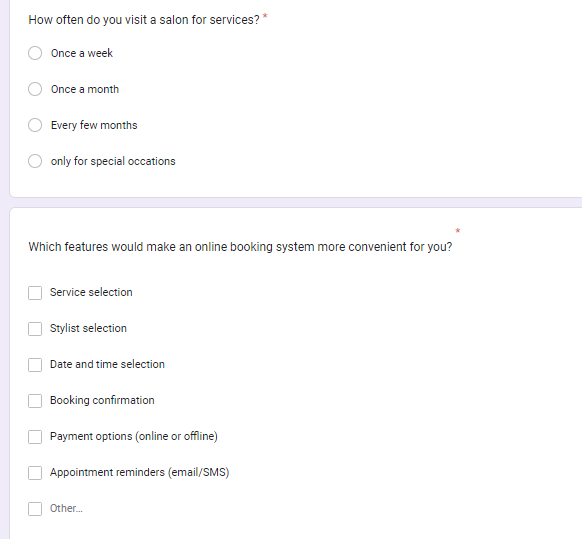 How often do you visit a salon for services? *
Once a week
Once a month
Every few months
only for special occations
*
Which features would make an online booking system more convenient for you?
Service selection
Stylist selection
Date and time selection
Booking confirmation
Payment options (online or offline)
Appointment reminders (email/SMS)
Other...